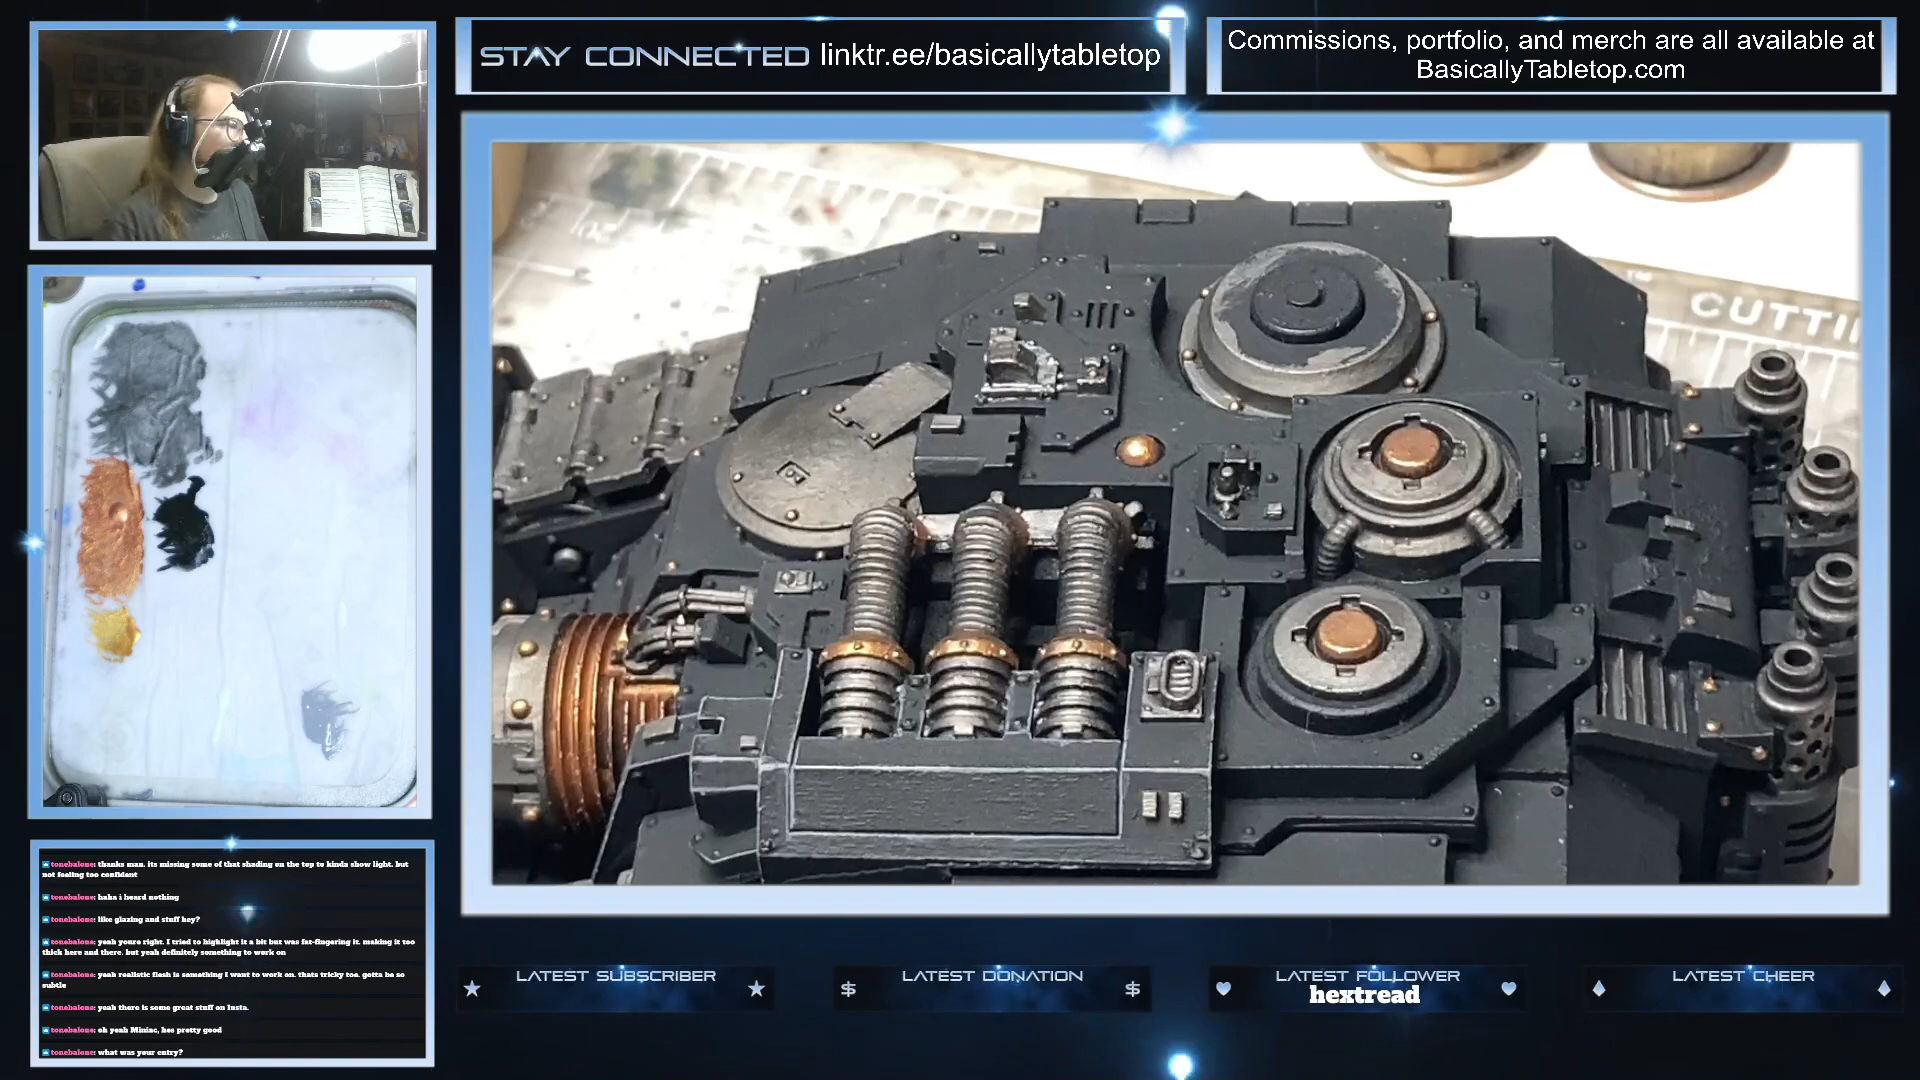 STAY CONNECTED linktr.ee/basicallytabletop
Commissions, portfolio, and merch are all available at
BasicallyTabletop.com
CUTTI
tonebalone: thanks man. its missing some of that shading on the top to kinda show light. but
not feeling too confident
tonebalone: haha i heard nothing
tonebalone: like glazing and stuff hey?
tonebalone: yeah youre right. I tried to highlight it a bit but was fat-fingering it. making it too
thick here and there. but yeah definitely something to work on
tonebalone: yeah realistic flesh is something I want to work on. thats tricky too. gotta be so
subtle
tonebalone: yeah there is some great stuff on Insta.
tonebalone: oh yeah Miniac, hes pretty good
tonebalone: what was your entry?
LATEST SUBSCRIBER
LATEST DONATION
LATEST FOLLOWER
hextread
LATEST CHEER